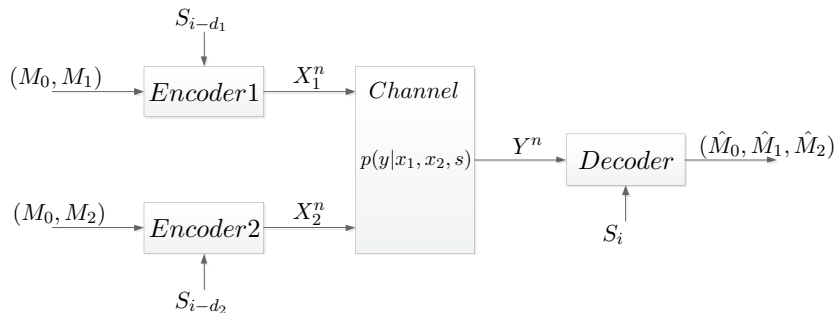 S_{i-d_1}
(M_0, M_1)
Encoder1
X_1^n
Channel
p(y|x_1, x_2, s)
Y^n
Decoder
(\hat{M}_0, \hat{M}_1, \hat{M}_2)
S_i
(M_0, M_2)
Encoder2
X_2^n
S_{i-d_2}